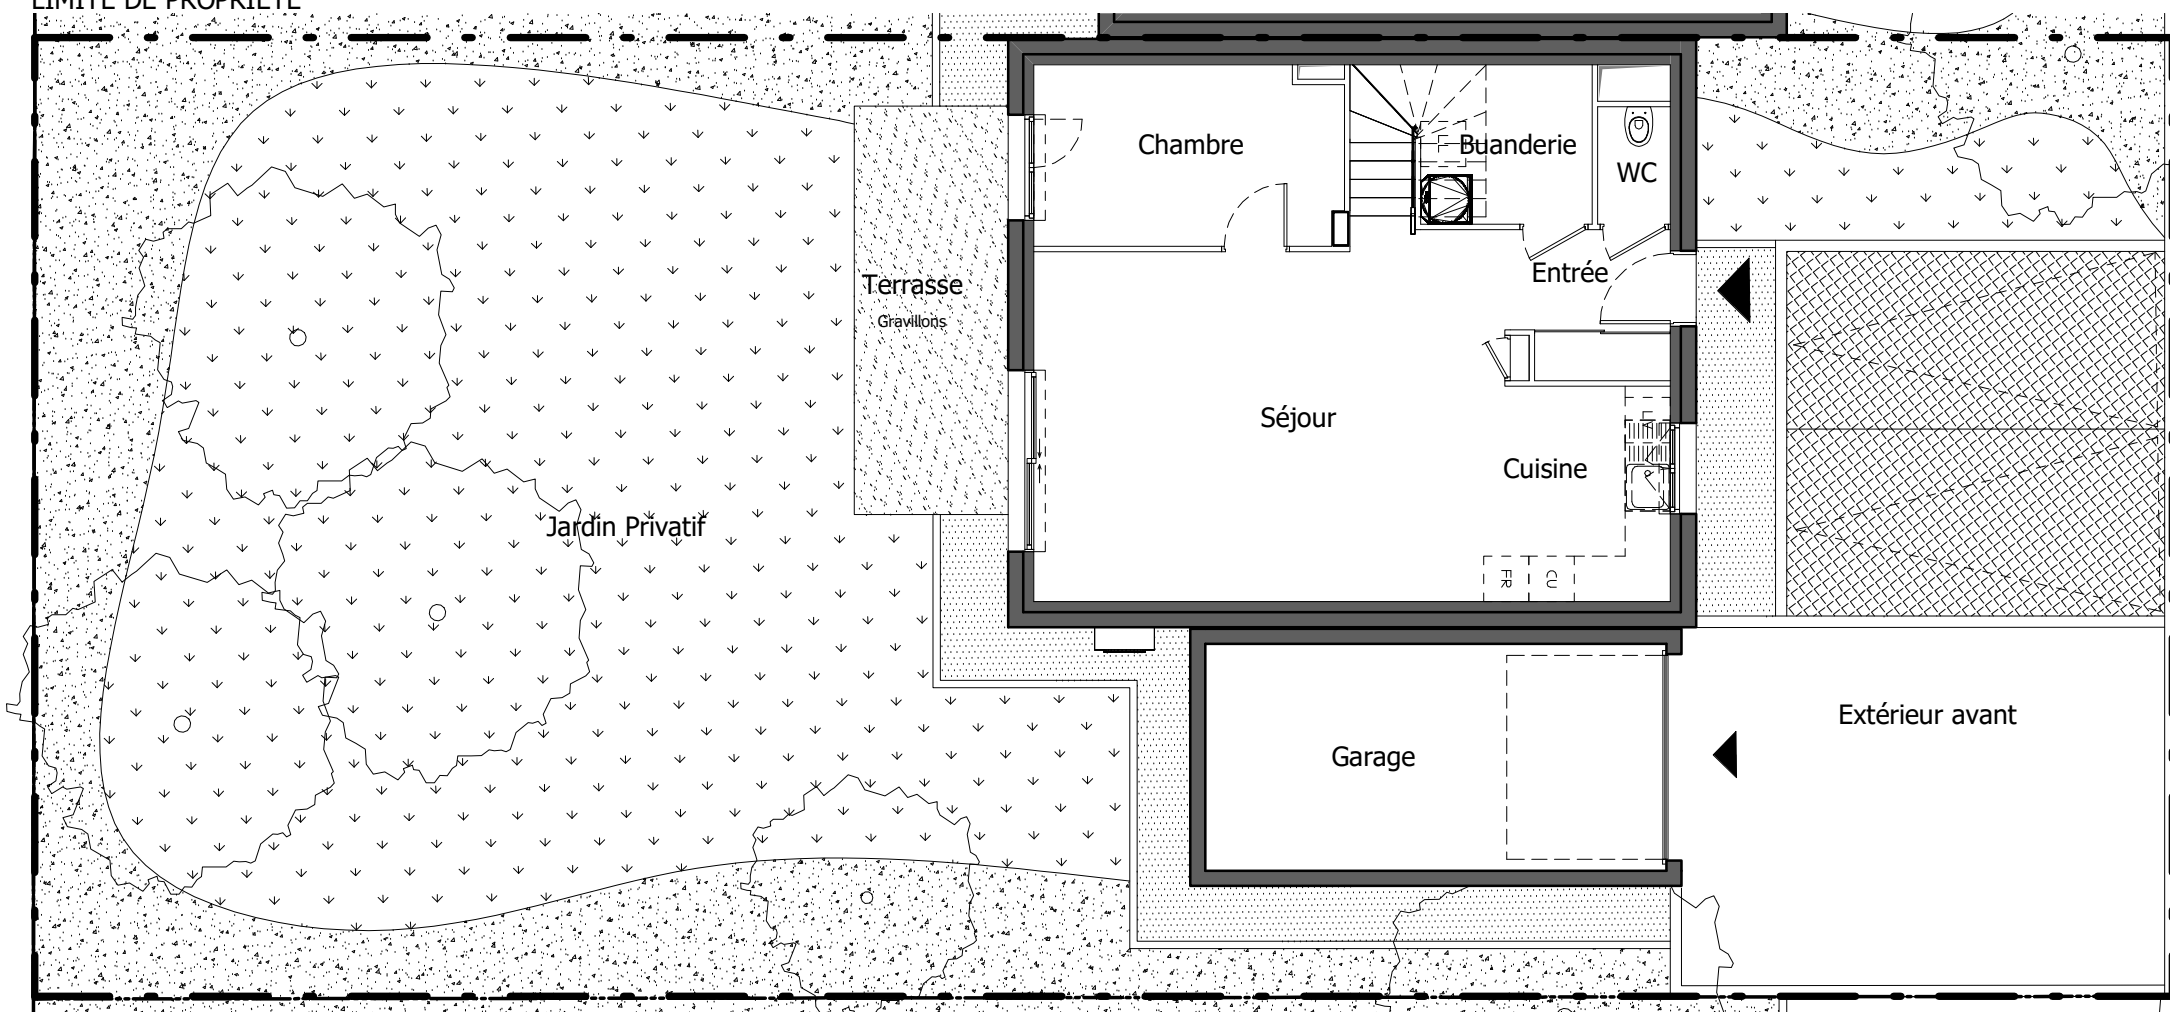 LIMITE DE PROPRIETE
Chambre
Buanderie
WC
Entrée
Terrasse
Gravillons
Séjour
Cuisine
Jardin Privatif
FR
CU
Extérieur avant
Garage